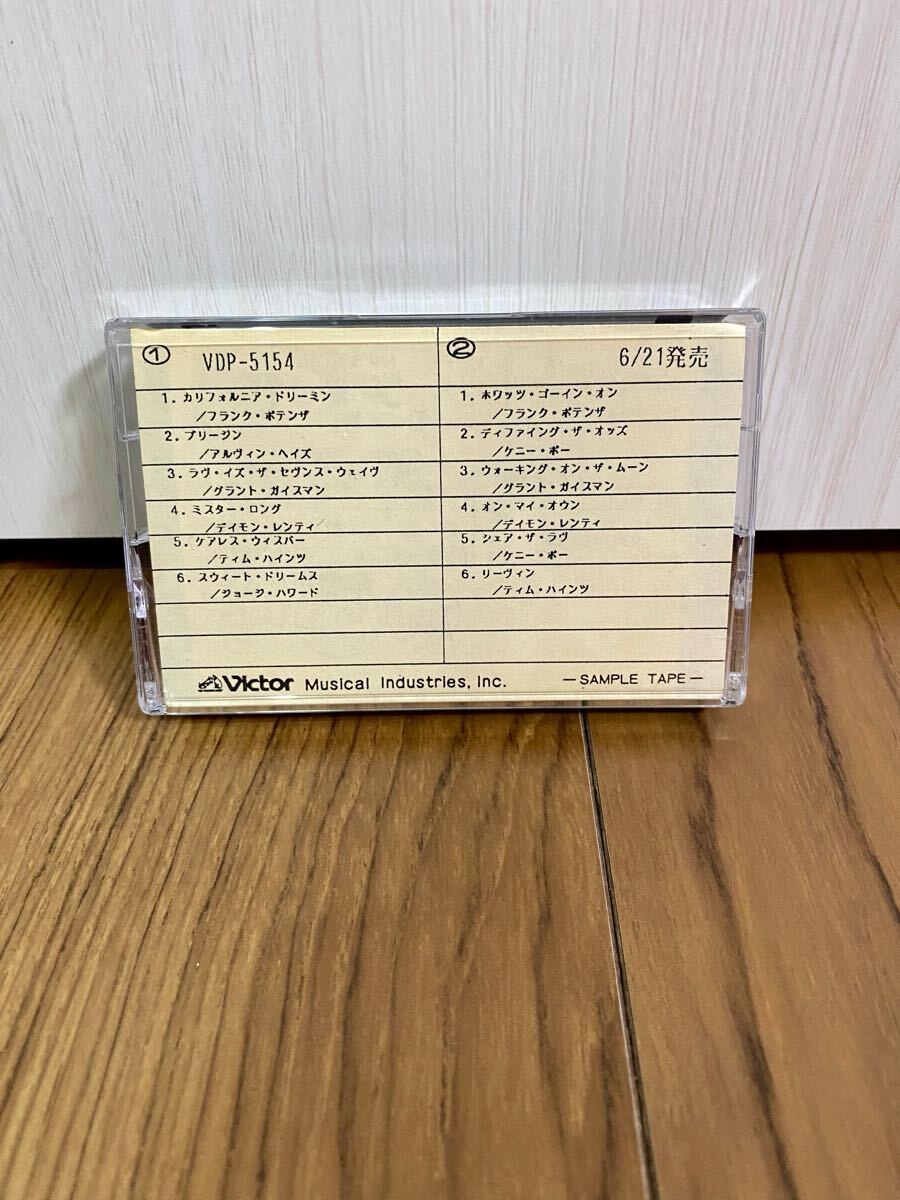 ① VDP-5154
1. カリフォルニア・ドリーミン
/フランク・ポテンザ
2. ブリージン
/アルヴィン・ヘイズ
3. ラヴ・イズ・ザ・セヴンス・ウェイヴ
/グラント・ガイスマン
4. ミスター・ロング
/デイモン・レンティ
5. ケアレス・ウィスパー
/ティム・ハインツ
6. スウィート・ドリームス
/ジョージ・ハワード
② 6/21発売
1. ホワッツ・ゴーイン・オン
/フランク・ポテンザ
2. ディファイング・ザ・オッズ
/ケニー・ポー
3. ウォーキング・オン・ザ・ムーン
/グラント・ガイスマン
4. オン・マイ・オウン
/デイモン・レンティ
5. シェア・ザ・ラヴ
/ケニー・ポー
6. リーヴィン
/ティム・ハインツ
Victor Musical Industries, Inc. —SAMPLE TAPE—